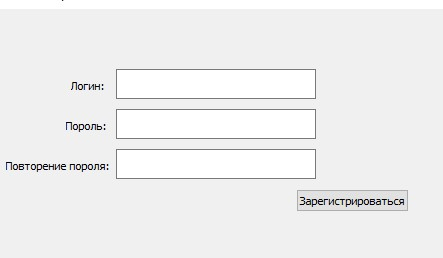 Логин:
Пороль:
Повторение пороля:
Зарегистрироваться